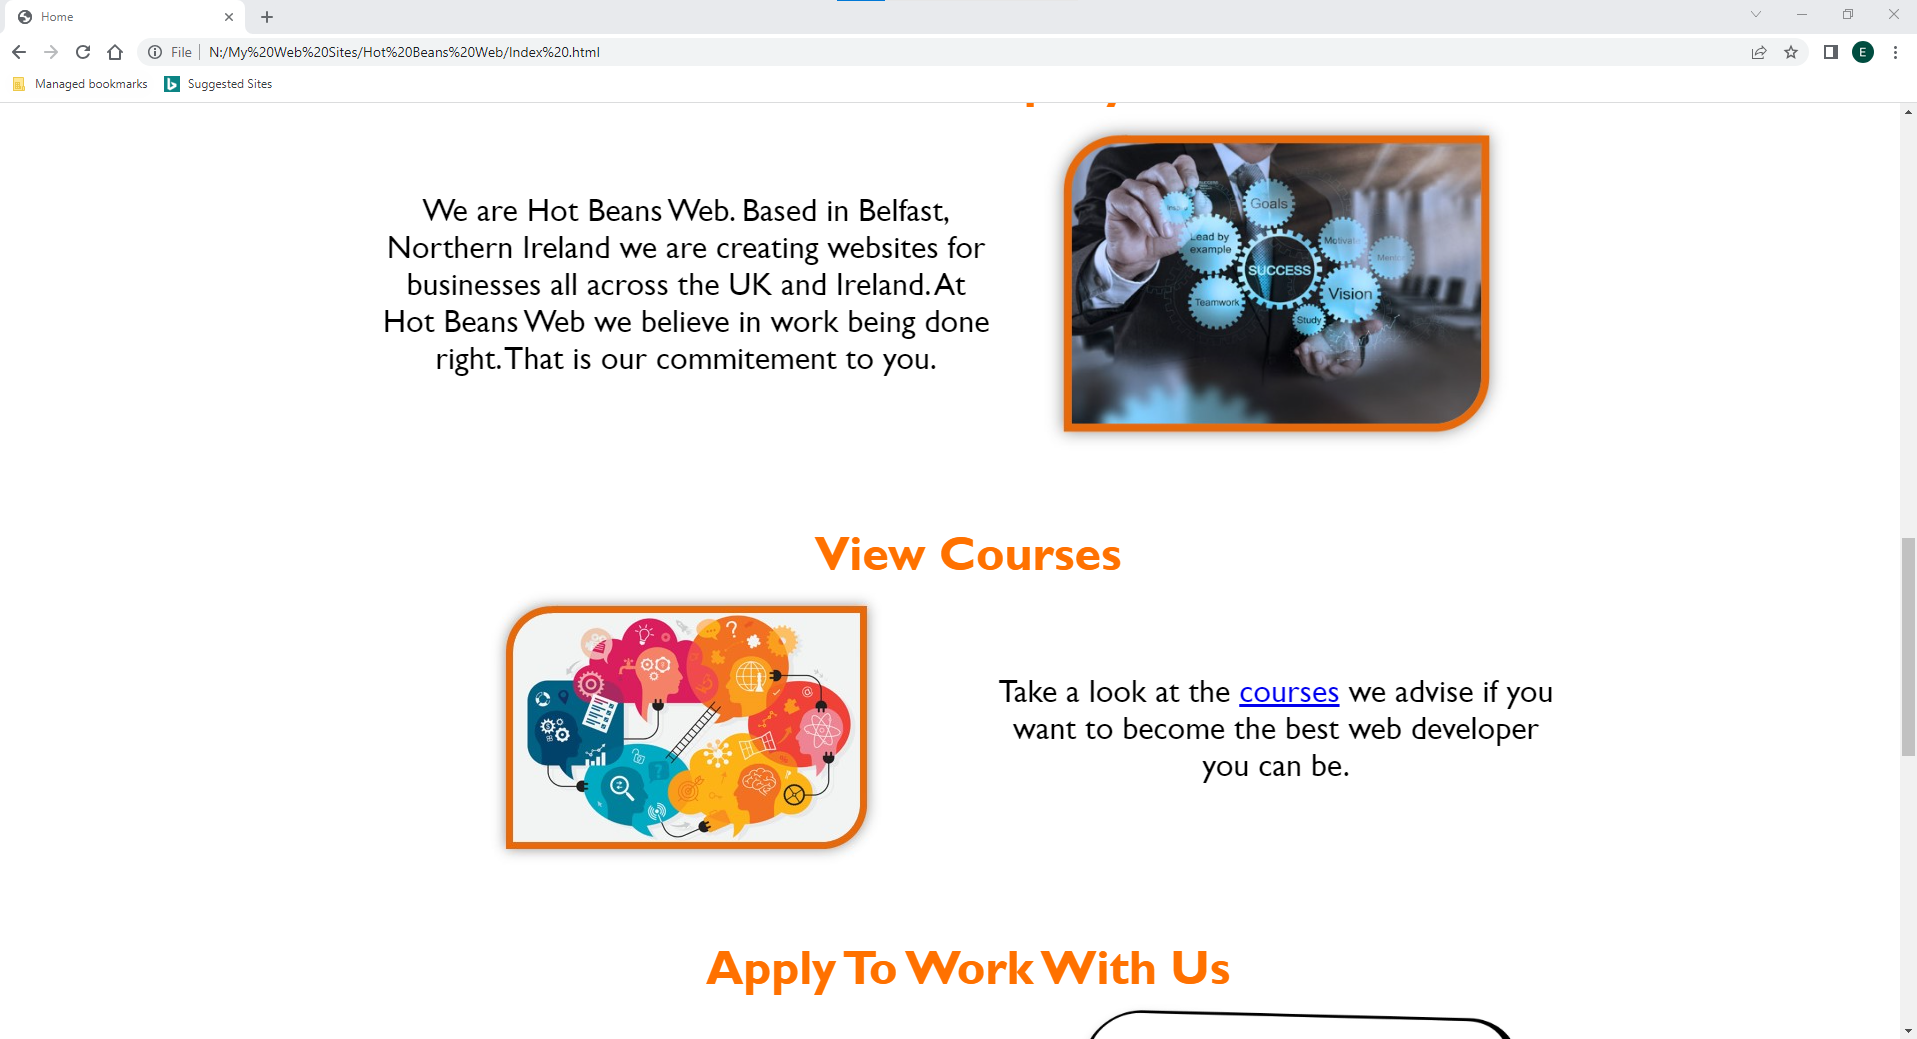 Home
File
N:/My%20Web%20Sites/Hot%20Beans%20Web/Index%20.html
E
Managed bookmarks
Suggested Sites
We are Hot Beans Web. Based in Belfast,
Northern Ireland we are creating websites for
businesses all across the UK and Ireland. At
Hot Beans Web we believe in work being done
right. That is our commitement to you.
Goals
Lead by
example
Motivate
Mentor
SUCCESS
Vision
Teamwork
Study
View Courses
Take a look at the courses we advise if you
want to become the best web developer
you can be.
Apply To Work With Us